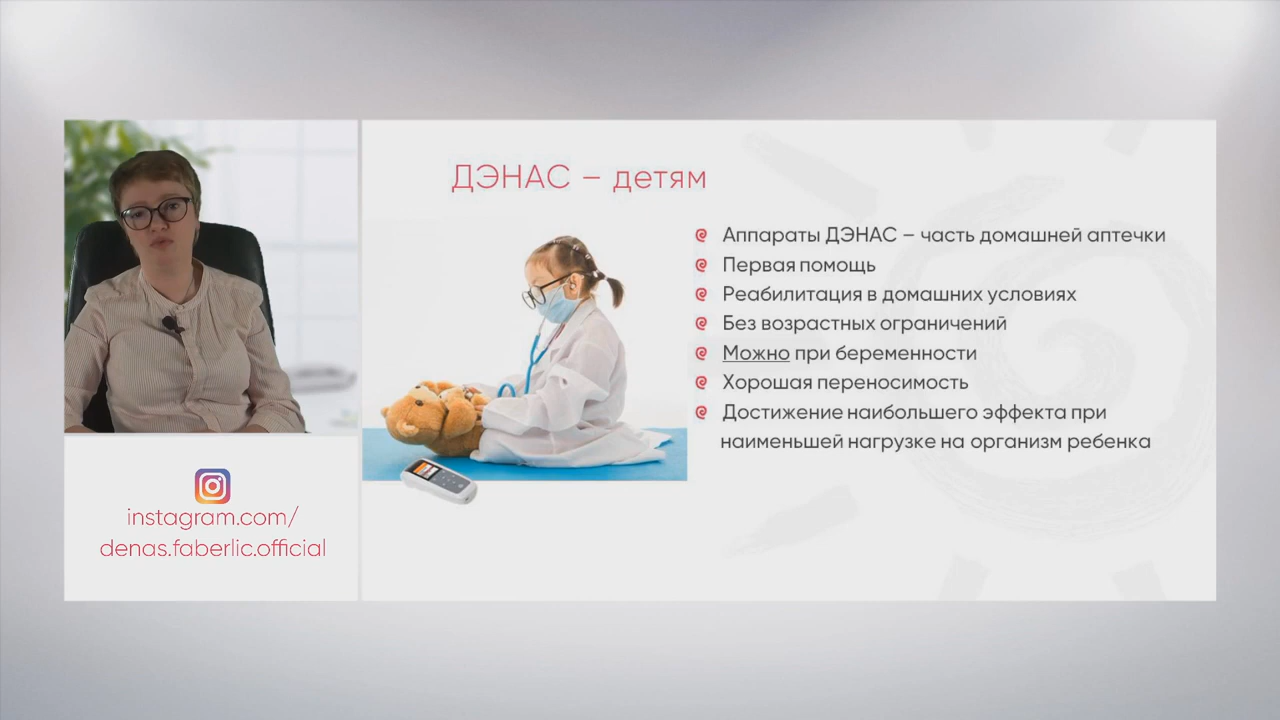 ДЭНАС – детям
Аппараты ДЭНАС – часть домашней аптечки
Первая помощь
Реабилитация в домашних условиях
Без возрастных ограничений
Можно при беременности
Хорошая переносимость
Достижение наибольшего эффекта при
наименьшей нагрузке на организм ребенка
instagram.com/
denas.faberlic.official